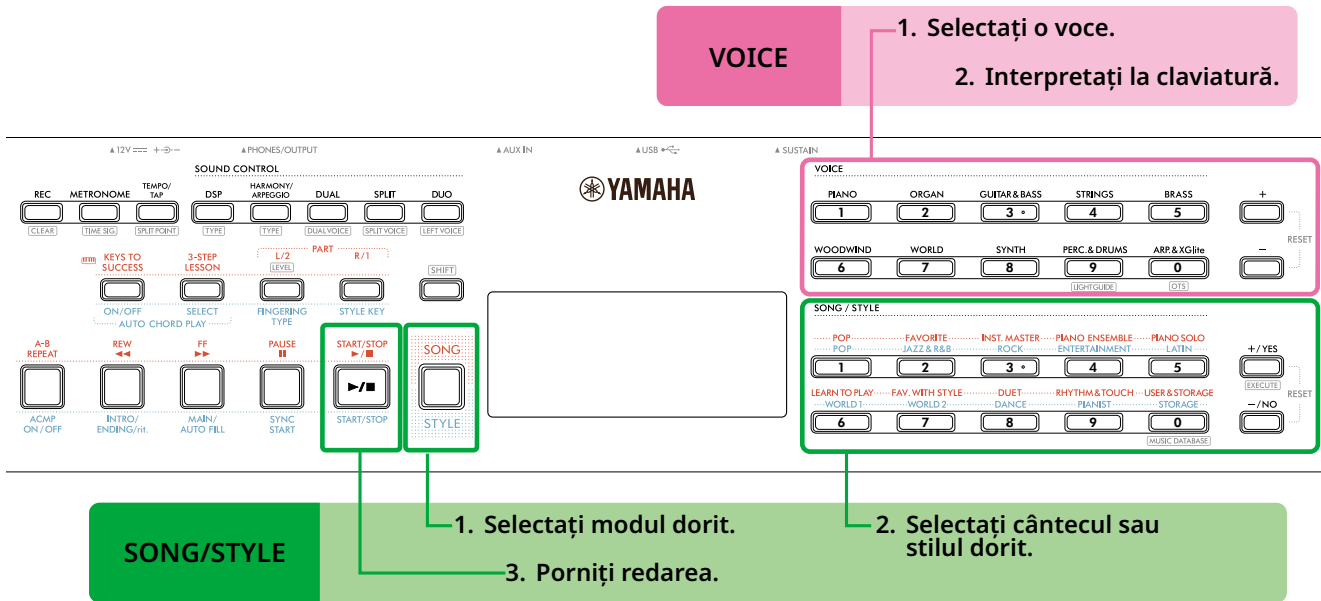 VOICE
1. Selectați o voce.
2. Interpretați la claviatură.
12V
PHONES/OUTPUT
AUX IN
USB
SUSTAIN
SOUND CONTROL
REC METRONOME TEMPO/TAP DSP HARMONY/ARPEGGIO DUAL SPLIT DUO
CLEAR TIME SIG. SPLIT POINT TYPE TYPE DUAL VOICE SPLIT VOICE LEFT VOICE
YAMAHA
PART
KEYS TO SUCCESS 3-STEP LESSON L/2 R/1
LEVEL SHIFT
ON/OFF SELECT FINGERING TYPE STYLE KEY
AUTO CHORD PLAY
A-B REPEAT REW ◀◀ FF ▶▶ PAUSE ❚❚ START/STOP ▶/■ SONG
▶/■
ACMP ON/OFF INTRO/ENDING/rit. MAIN/AUTO FILL SYNC START START/STOP STYLE
VOICE
PIANO ORGAN GUITAR & BASS STRINGS BRASS +
1 2 3 4 5
RESET
WOODWIND WORLD SYNTH PERC. & DRUMS ARP. & XGlite −
6 7 8 9 0
LIGHTGUIDE OTS
SONG / STYLE
POP FAVORITE INST. MASTER PIANO ENSEMBLE PIANO SOLO
POP JAZZ & R&B ROCK ENTERTAINMENT LATIN +/YES
1 2 3 4 5
EXECUTE
RESET
LEARN TO PLAY FAV. WITH STYLE DUET RHYTHM & TOUCH USER & STORAGE
WORLD 1 WORLD 2 DANCE PIANIST STORAGE −/NO
6 7 8 9 0
MUSIC DATABASE
SONG/STYLE
1. Selectați modul dorit.
3. Porniți redarea.
2. Selectați cântecul sau
stilul dorit.